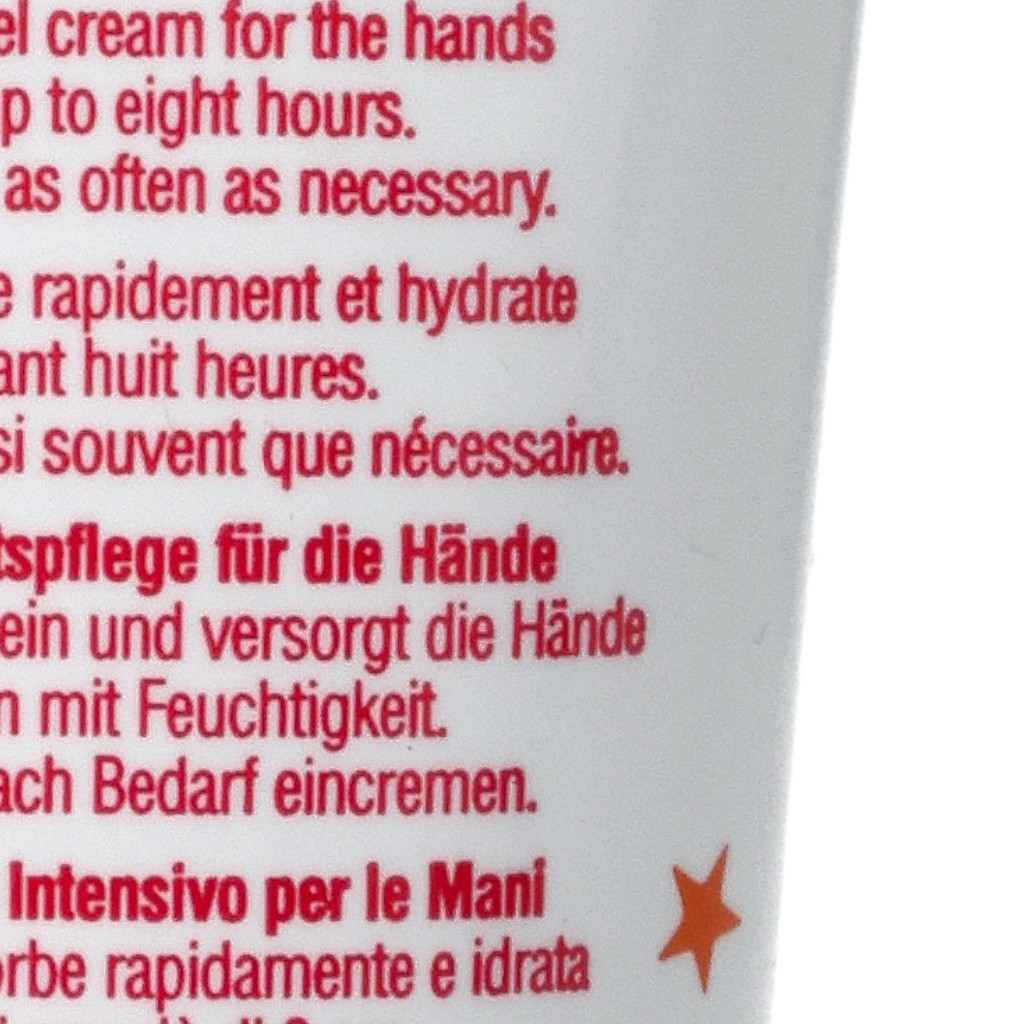 el cream for the hands
p to eight hours.
as often as necessary.
e rapidement et hydrate
ant huit heures.
si souvent que nécessaire.
tspflege für die Hände
ein und versorgt die Hände
n mit Feuchtigkeit.
ach Bedarf eincremen.
Intensivo per le Mani
orbe rapidamente e idrata